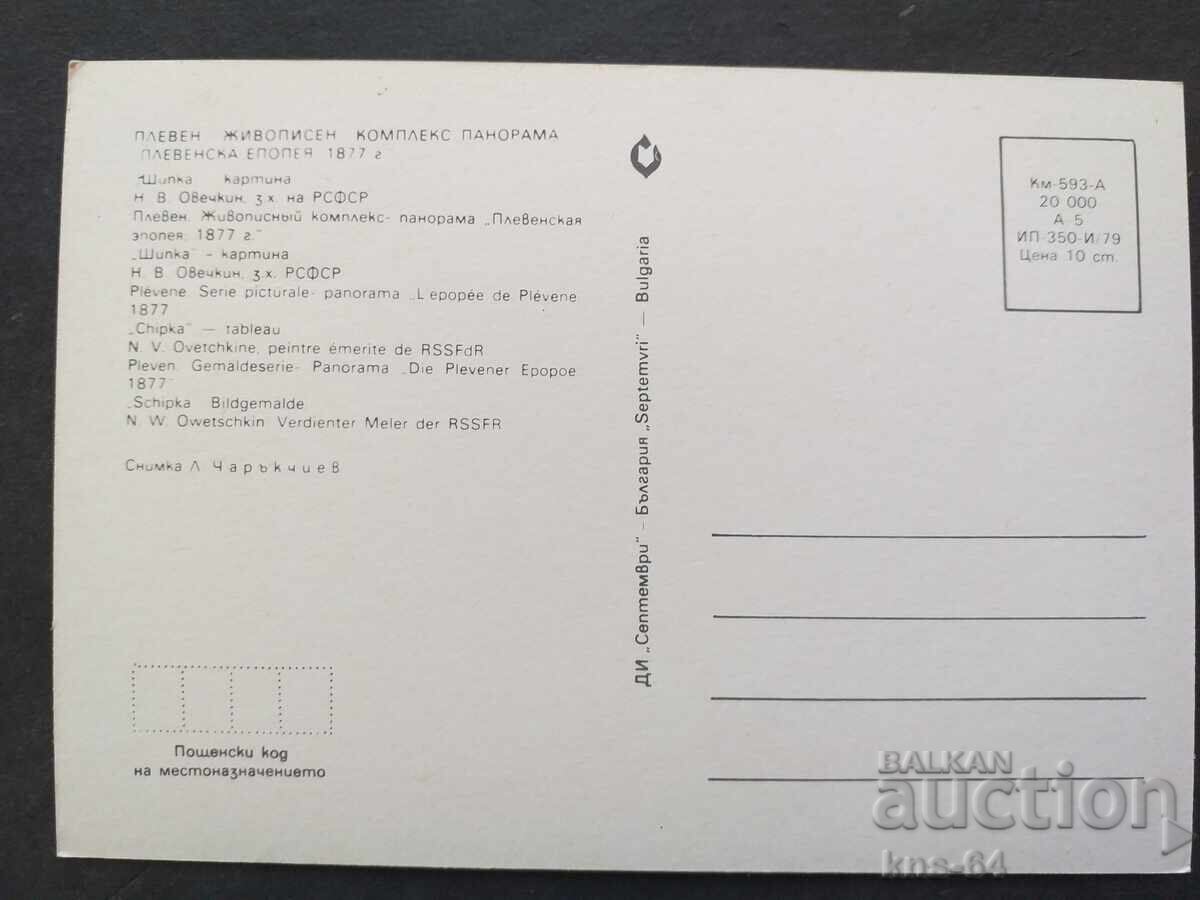 ПЛЕВЕН ЖИВОПИСЕН КОМПЛЕКС ПАНОРАМА
ПЛЕВЕНСКА ЕПОПЕЯ 1877 г
„Шипка картина
Н В Овечкин, з х на РСФСР
Плевен. Живописный комплекс- панорама „Плевенская
эпопея, 1877 г."
„Шипка" - картина
Н. В Овечкин, з.х. РСФСР
Plévene Serie picturale- panorama „L epopée de Plévene
1877
„Chipka" — tableau
N. V. Ovetchkine, peintre émerite de RSSFdR
Pleven. Gemaldeserie- Panorama „Die Plevener Epopoe
1877"
„Schipka Bildgemalde
N W. Owetschkin Verdienter Meler der RSSFR
Снимка Л Чаръкчиев
Пощенски код
на местоназначението
ДИ „Септември" — България „Septemvri" — Bulgaria
Км-593-А
20 000
А 5
ИП-350-И/79
Цена 10 ст.
BALKAN
auction
kns-64